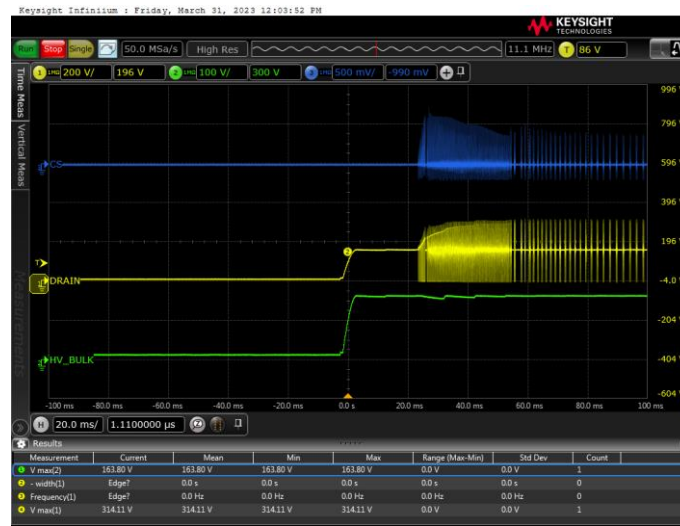 Keysight Infiniium : Friday, March 31, 2023 12:03:52 PM
KEYSIGHT
TECHNOLOGIES
Run Stop Single 50.0 MSa/s High Res 11.1 MHz T 86 V
1 1MΩ 200 V/ 196 V 2 1MΩ 100 V/ 300 V 3 1MΩ 500 mV/ -990 mV
Time Meas
Vertical Meas
Measurements
996
796
CS
596
396
196
T
DRAIN
-4.0
-204
HV_BULK
-404
-604
-100 ms -80.0 ms -60.0 ms -40.0 ms -20.0 ms 0.0 s 20.0 ms 40.0 ms 60.0 ms 80.0 ms 100 ms
H 20.0 ms/ 1.1100000 µs
Results
Measurement Current Mean Min Max Range (Max-Min) Std Dev Count
V max(2) 163.80 V 163.80 V 163.80 V 163.80 V 0.0 V 0.0 V 1
- width(1) Edge? 0.0 s 0.0 s 0.0 s 0.0 s 0.0 s 0
Frequency(1) Edge? 0.0 Hz 0.0 Hz 0.0 Hz 0.0 Hz 0.0 Hz 0
V max(1) 314.11 V 314.11 V 314.11 V 314.11 V 0.0 V 0.0 V 1